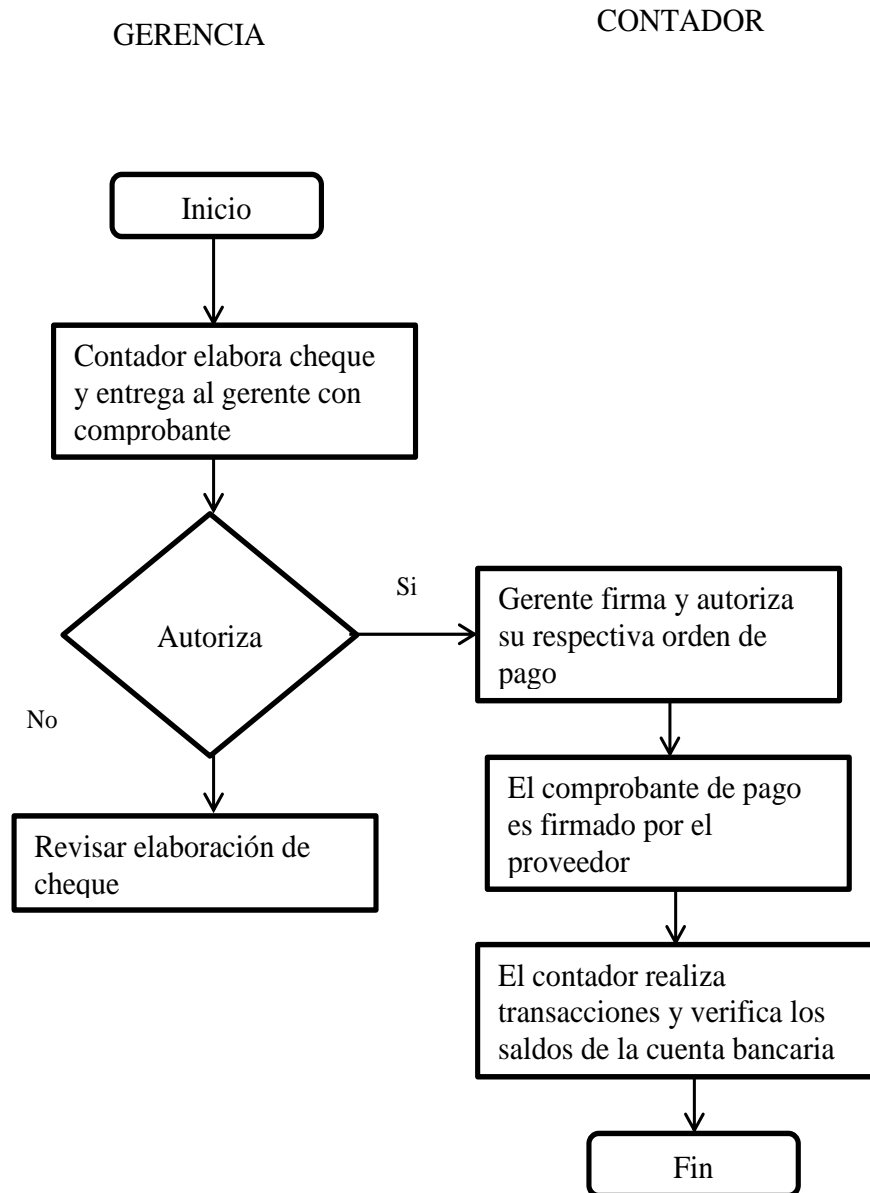 GERENCIA
CONTADOR
Inicio
Contador elabora cheque
y entrega al gerente con
comprobante
Autoriza
Si
No
Gerente firma y autoriza
su respectiva orden de
pago
Revisar elaboración de
cheque
El comprobante de pago
es firmado por el
proveedor
El contador realiza
transacciones y verifica los
saldos de la cuenta bancaria
Fin